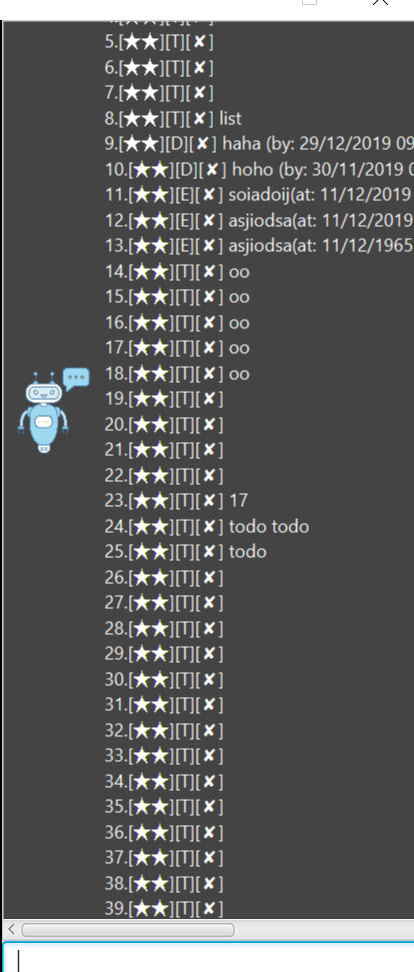 5.[★★][T][✘]
6.[★★][T][✘]
7.[★★][T][✘]
8.[★★][T][✘] list
9.[★★][D][✘] haha (by: 29/12/2019 09
10.[★★][D][✘] hoho (by: 30/11/2019
11.[★★][E][✘] soiadoij(at: 11/12/2019
12.[★★][E][✘] asjiodsa(at: 11/12/2019
13.[★★][E][✘] asjiodsa(at: 11/12/1965
14.[★★][T][✘] oo
15.[★★][T][✘] oo
16.[★★][T][✘] oo
17.[★★][T][✘] oo
18.[★★][T][✘] oo
19.[★★][T][✘]
20.[★★][T][✘]
21.[★★][T][✘]
22.[★★][T][✘]
23.[★★][T][✘] 17
24.[★★][T][✘] todo todo
25.[★★][T][✘] todo
26.[★★][T][✘]
27.[★★][T][✘]
28.[★★][T][✘]
29.[★★][T][✘]
30.[★★][T][✘]
31.[★★][T][✘]
32.[★★][T][✘]
33.[★★][T][✘]
34.[★★][T][✘]
35.[★★][T][✘]
36.[★★][T][✘]
37.[★★][T][✘]
38.[★★][T][✘]
39.[★★][T][✘]